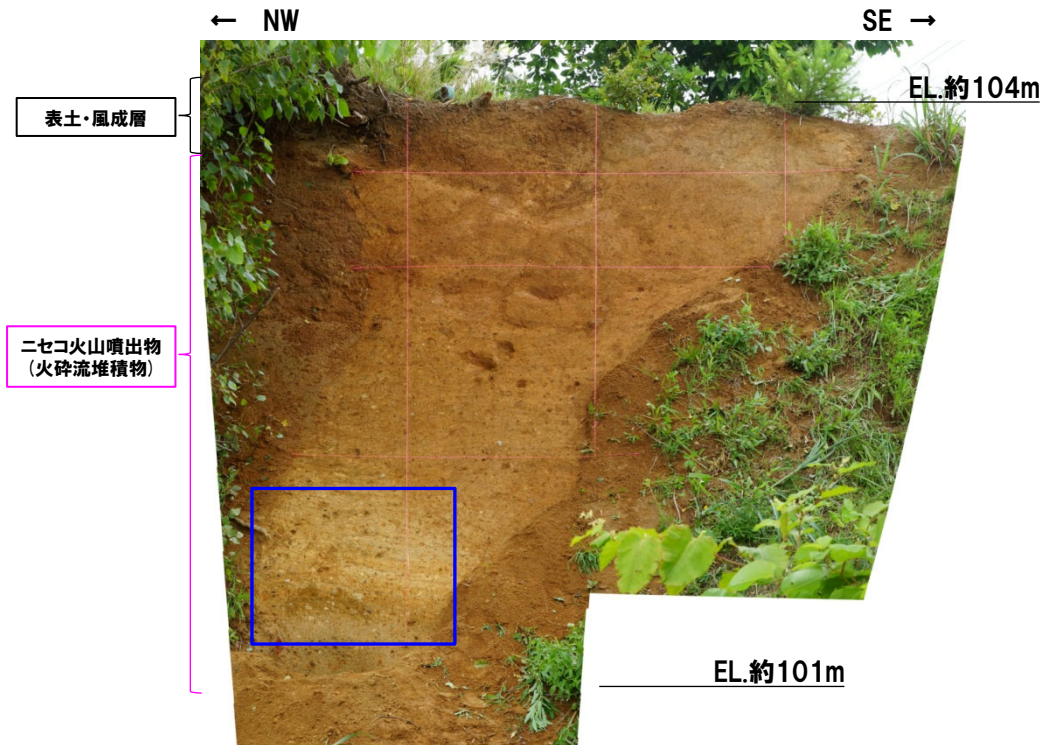 ← NW
SE →
EL.約104m
表土・風成層
ニセコ火山噴出物
(火砕流堆積物)
EL.約101m